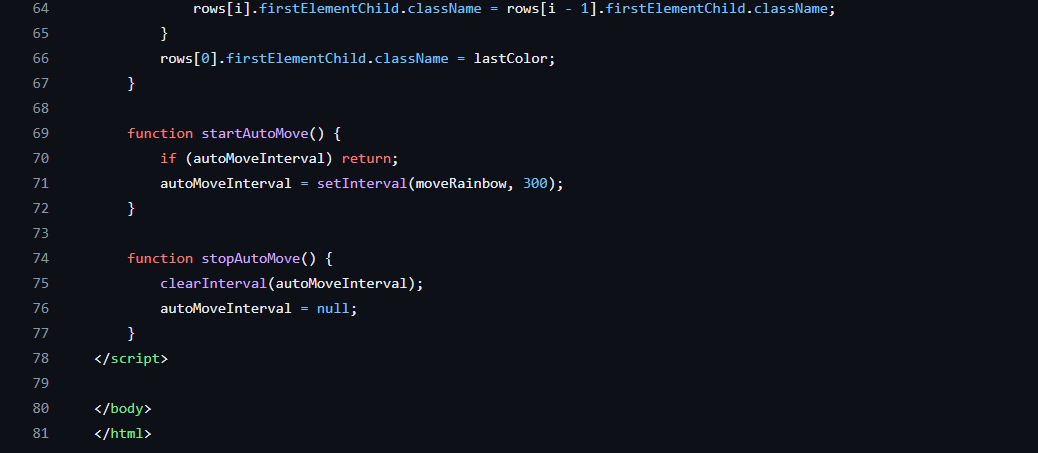 64                rows[i].firstElementChild.className = rows[i - 1].firstElementChild.className;
65            }
66            rows[0].firstElementChild.className = lastColor;
67        }
68
69        function startAutoMove() {
70            if (autoMoveInterval) return;
71            autoMoveInterval = setInterval(moveRainbow, 300);
72        }
73
74        function stopAutoMove() {
75            clearInterval(autoMoveInterval);
76            autoMoveInterval = null;
77        }
78    </script>
79
80    </body>
81    </html>